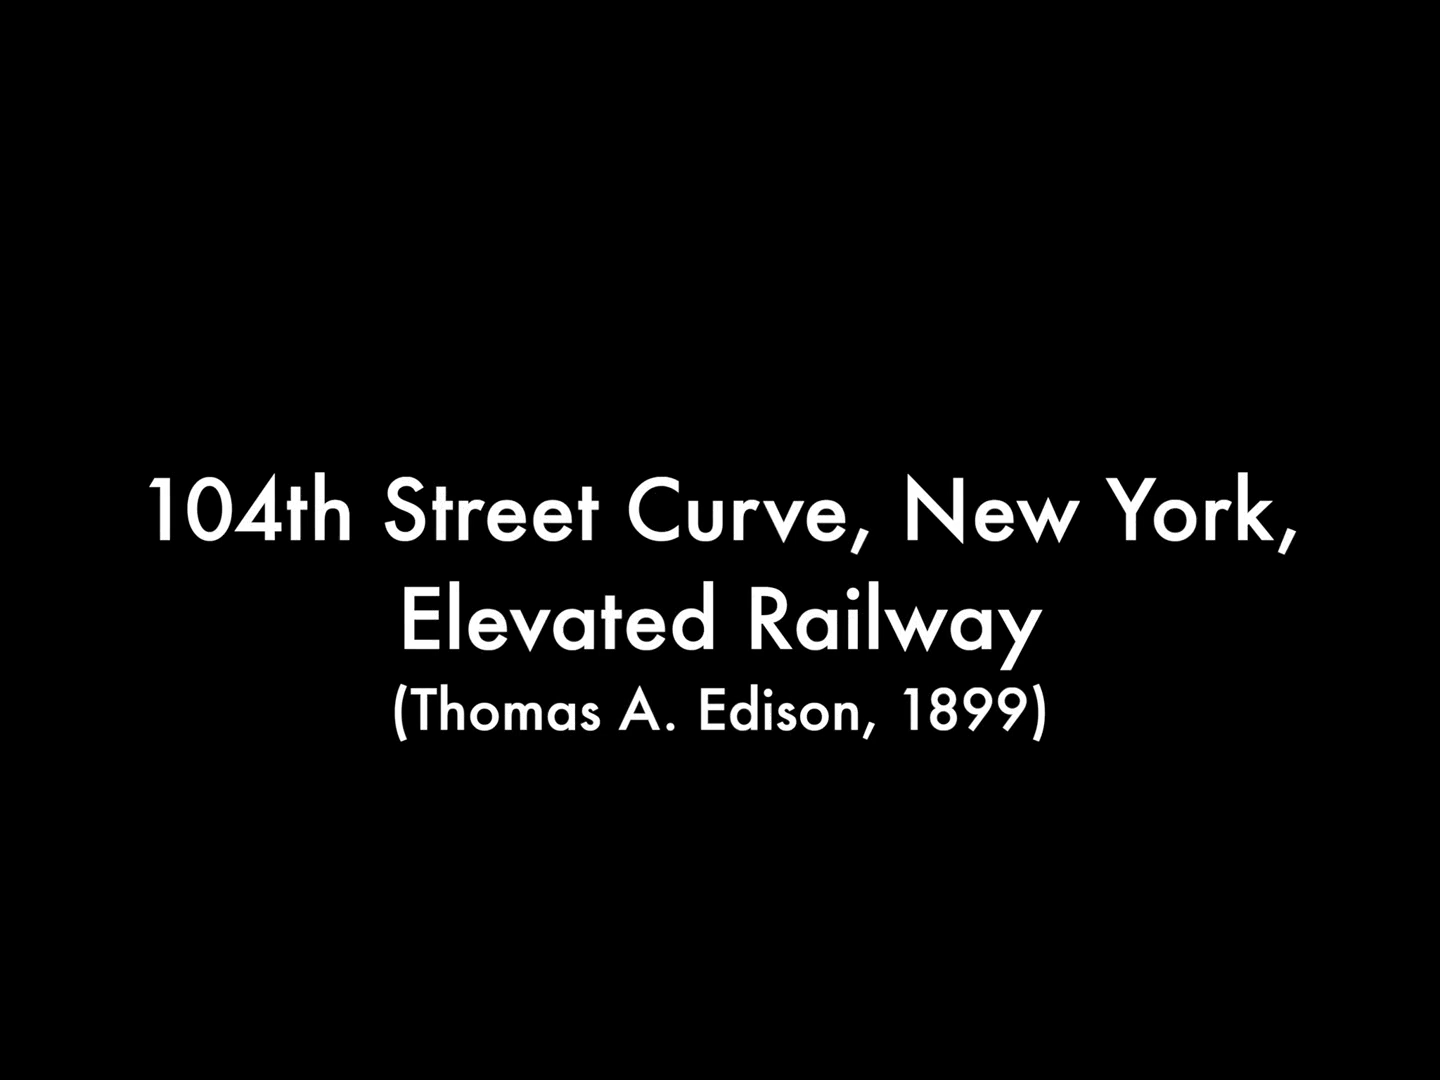 104th Street Curve, New York,
Elevated Railway
(Thomas A. Edison, 1899)